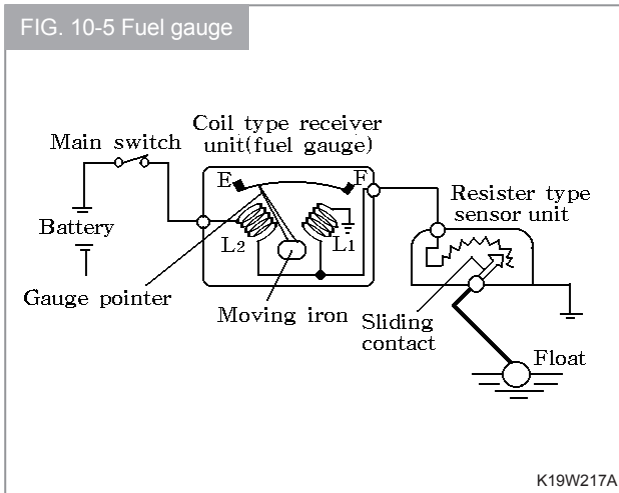 FIG. 10-5 Fuel gauge
Coil type receiver
unit(fuel gauge)
Main switch
E
F
Resister type
sensor unit
Battery
L2
L1
Gauge pointer
Moving iron
Sliding
contact
Float
K19W217A